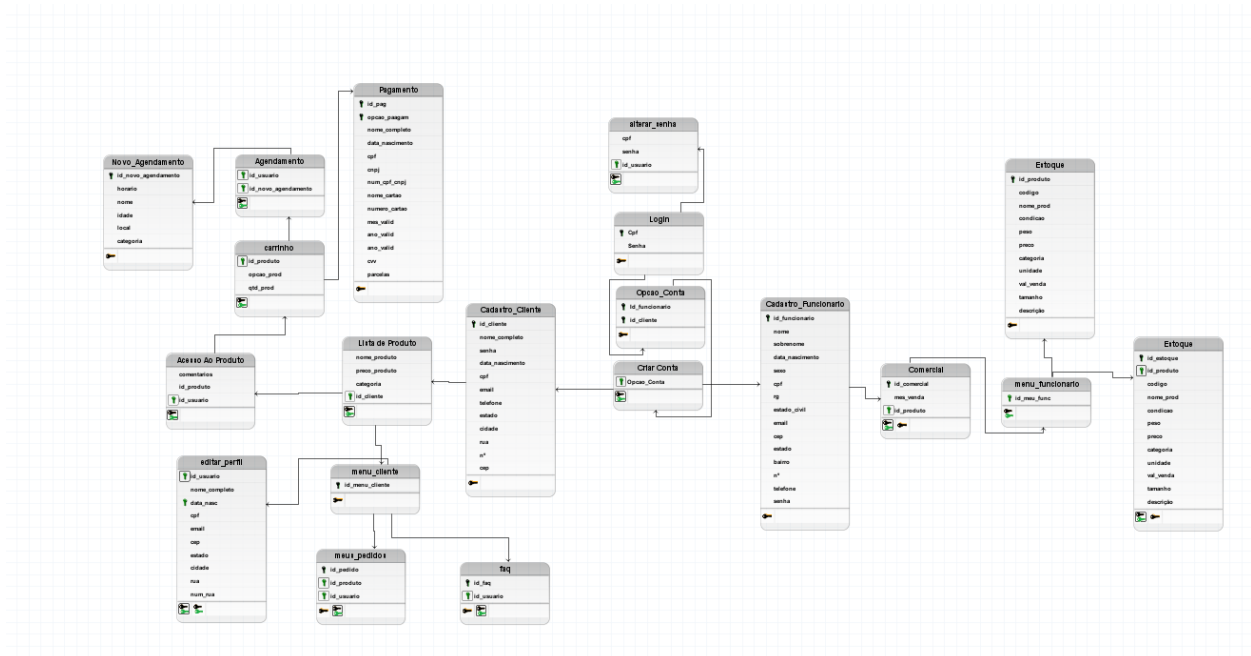 Pagamento
id_pag
opcao_paagam
nome_completo
data_nascimento
cpf
cnpj
num_cpf_cnpj
nome_cartao
numero_cartao
mes_valid
ano_valid
ano_valid
cvv
parcelas
Novo_Agendamento
id_novo_agendamento
horario
nome
idade
local
categoria
Agendamento
id_usuario
id_novo_agendamento
carrinho
id_produto
opcao_prod
qtd_prod
Acesso Ao Produto
comentarios
id_produto
id_usuario
Lista de Produto
nome_produto
preco_produto
categoria
id_cliente
editar_perfil
id_usuario
nome_completo
data_nasc
cpf
email
cep
estado
cidade
rua
num_rua
menu_cliente
id_menu_cliente
meus_pedidos
id_pedido
id_produto
id_usuario
faq
id_faq
id_usuario
Cadastro_Cliente
id_cliente
nome_completo
senha
data_nascimento
cpf
email
telefone
estado
cidade
rua
n°
cep
alterar_senha
cpf
senha
id_usuario
Login
Cpf
Senha
Opcao_Conta
id_funcionario
id_cliente
Criar Conta
Opcao_Conta
Cadastro_Funcionario
id_funcionario
nome
sobrenome
data_nascimento
sexo
cpf
rg
estado_civil
email
cep
estado
bairro
n°
telefone
senha
Comercial
id_comercial
mes_venda
id_produto
menu_funcionario
id_meu_func
Estoque
id_produto
codigo
nome_prod
condicao
peso
preco
categoria
unidade
val_venda
tamanho
descrição
Estoque
id_estoque
id_produto
codigo
nome_prod
condicao
peso
preco
categoria
unidade
val_venda
tamanho
descrição